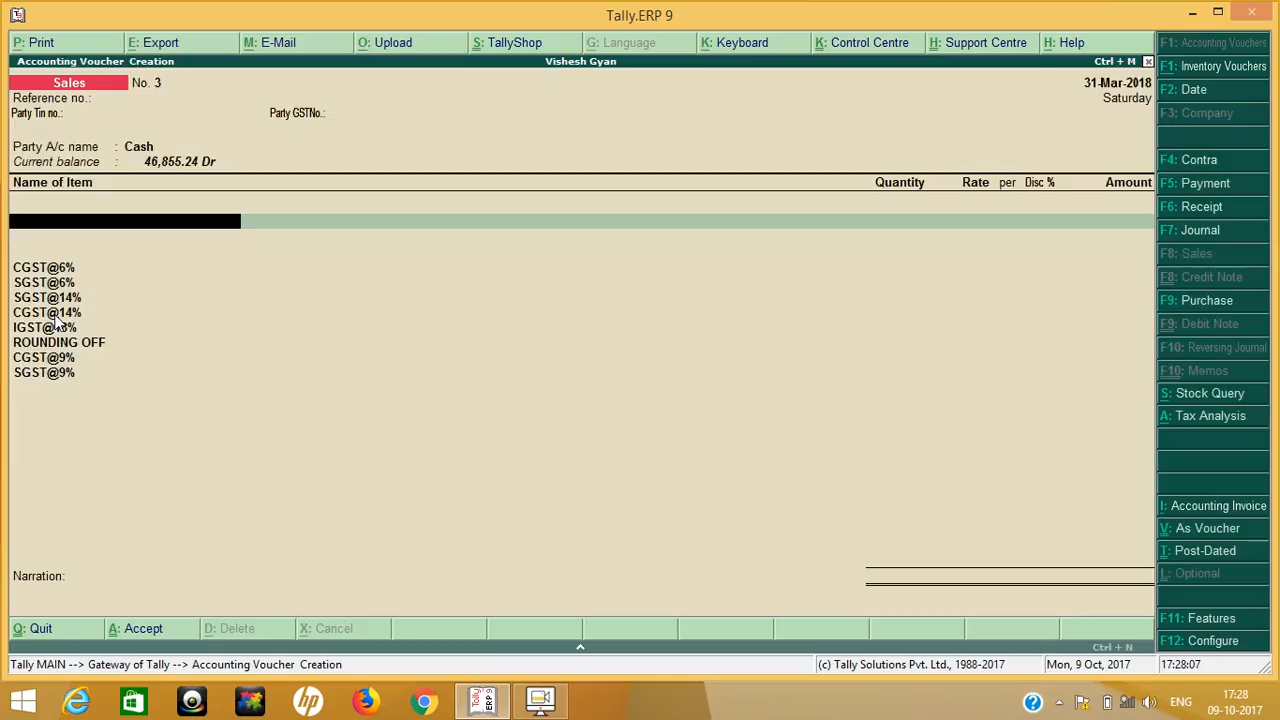 Tally.ERP 9
P: Print E: Export M: E-Mail O: Upload S: TallyShop G: Language K: Keyboard K: Control Centre H: Support Centre H: Help
Accounting Voucher Creation Vishesh Gyan Ctrl + M
Sales No. 3 31-Mar-2018
Reference no.: Saturday
Party Tin no.: Party GSTNo.:
Party A/c name : Cash
Current balance : 46,855.24 Dr
Name of Item Quantity Rate per Disc % Amount
CGST@6%
SGST@6%
SGST@14%
CGST@14%
ROUNDING OFF
CGST@9%
SGST@9%
Narration:
F1: Accounting Vouchers
F1: Inventory Vouchers
F2: Date
F3: Company
F4: Contra
F5: Payment
F6: Receipt
F7: Journal
F8: Sales
F8: Credit Note
F9: Purchase
F9: Debit Note
F10: Reversing Journal
F10: Memos
S: Stock Query
A: Tax Analysis
I: Accounting Invoice
V: As Voucher
T: Post-Dated
L: Optional
F11: Features
F12: Configure
Q: Quit A: Accept D: Delete X: Cancel
Ctrl + N
Tally MAIN --> Gateway of Tally --> Accounting Voucher Creation (c) Tally Solutions Pvt. Ltd., 1988-2017 Mon, 9 Oct, 2017 17:28:07
hp TALLY ERP 9 ENG 17:28
09-10-2017